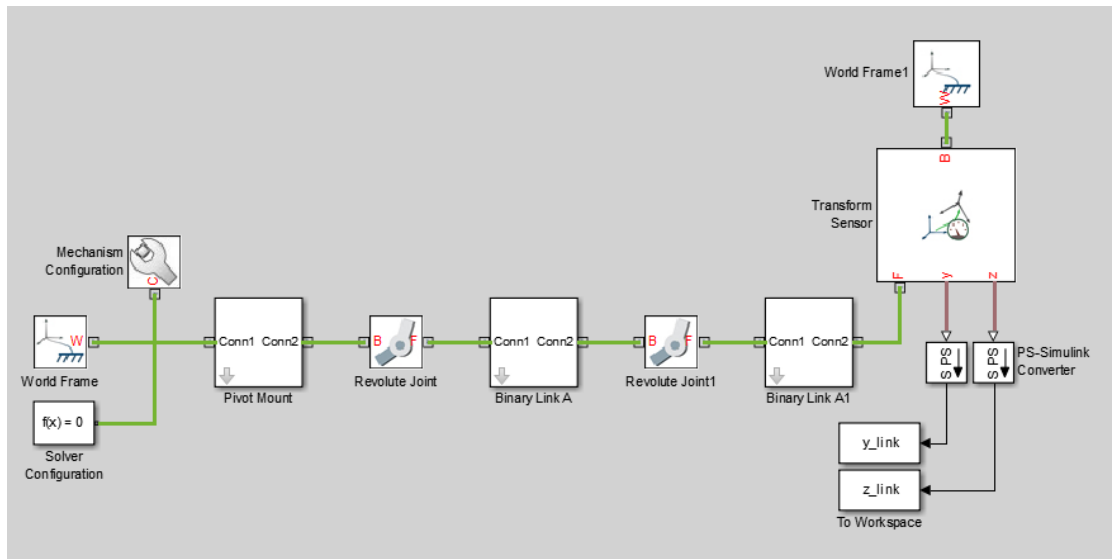 World Frame1
W
B
Transform
Sensor
F
y
z
Mechanism
Configuration
C
W
World Frame
Conn1 Conn2
Pivot Mount
B F
Revolute Joint
Conn1 Conn2
Binary Link A
B F
Revolute Joint1
Conn1 Conn2
Binary Link A1
S PS
S PS
PS-Simulink
Converter
f(x) = 0
Solver
Configuration
y_link
z_link
To Workspace